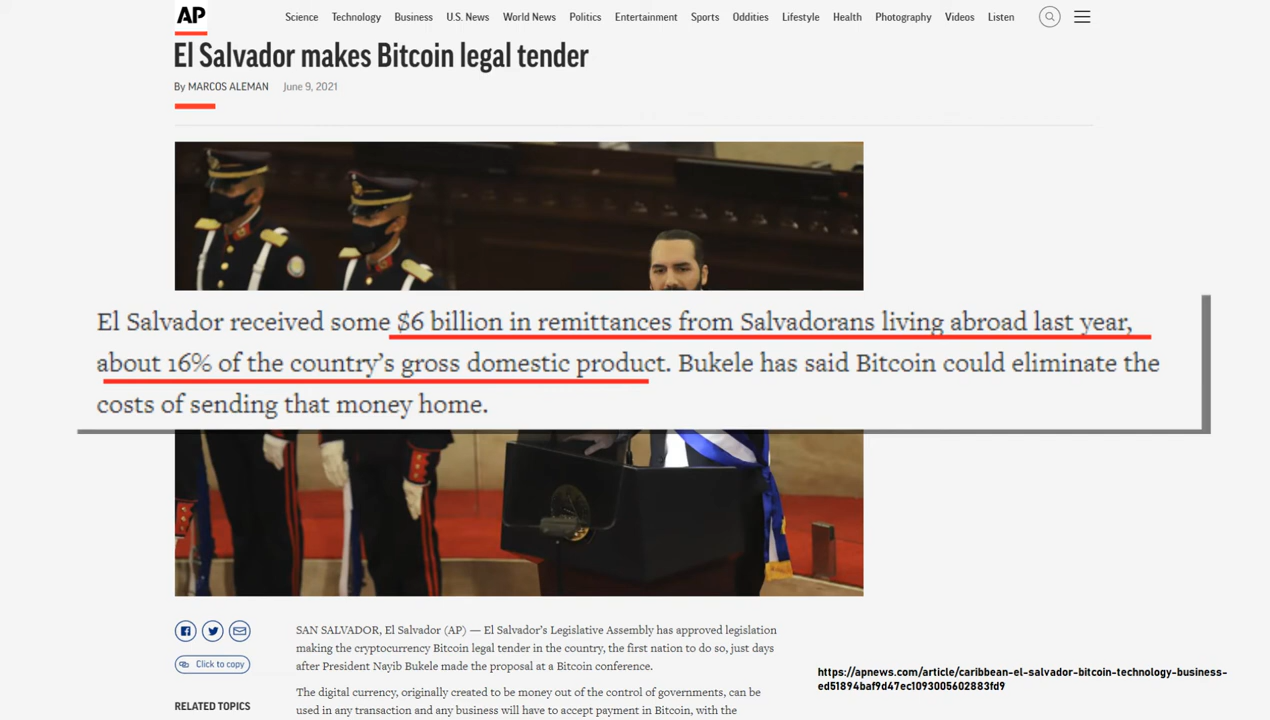 AP
Science Technology Business U.S. News World News Politics Entertainment Sports Oddities Lifestyle Health Photography Videos Listen
El Salvador makes Bitcoin legal tender
By MARCOS ALEMAN June 9, 2021
El Salvador received some $6 billion in remittances from Salvadorans living abroad last year,
about 16% of the country's gross domestic product. Bukele has said Bitcoin could eliminate the
costs of sending that money home.
Click to copy
RELATED TOPICS
SAN SALVADOR, El Salvador (AP) — El Salvador's Legislative Assembly has approved legislation
making the cryptocurrency Bitcoin legal tender in the country, the first nation to do so, just days
after President Nayib Bukele made the proposal at a Bitcoin conference.
The digital currency, originally created to be money out of the control of governments, can be
used in any transaction and any business will have to accept payment in Bitcoin, with the
https://apnews.com/article/caribbean-el-salvador-bitcoin-technology-business-
ed51894baf9d47ec1093005602883fd9